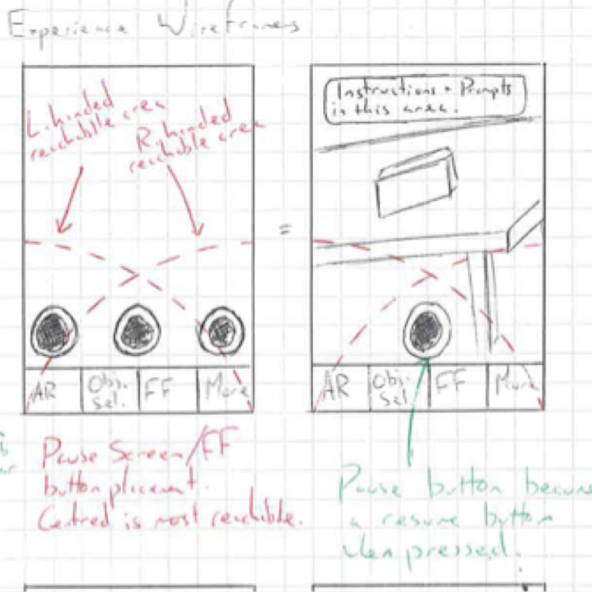 Experience Wireframes
L. handed
reachable area
R. handed
reachable area
Instructions + Prompts
in this area.
=
AR
Obj.
Sel.
FF
More
AR
Obj.
Sel.
FF
More
Pause Screen/FF
button placement.
Centred is most reachable.
Pause button become
a resume button
when pressed.